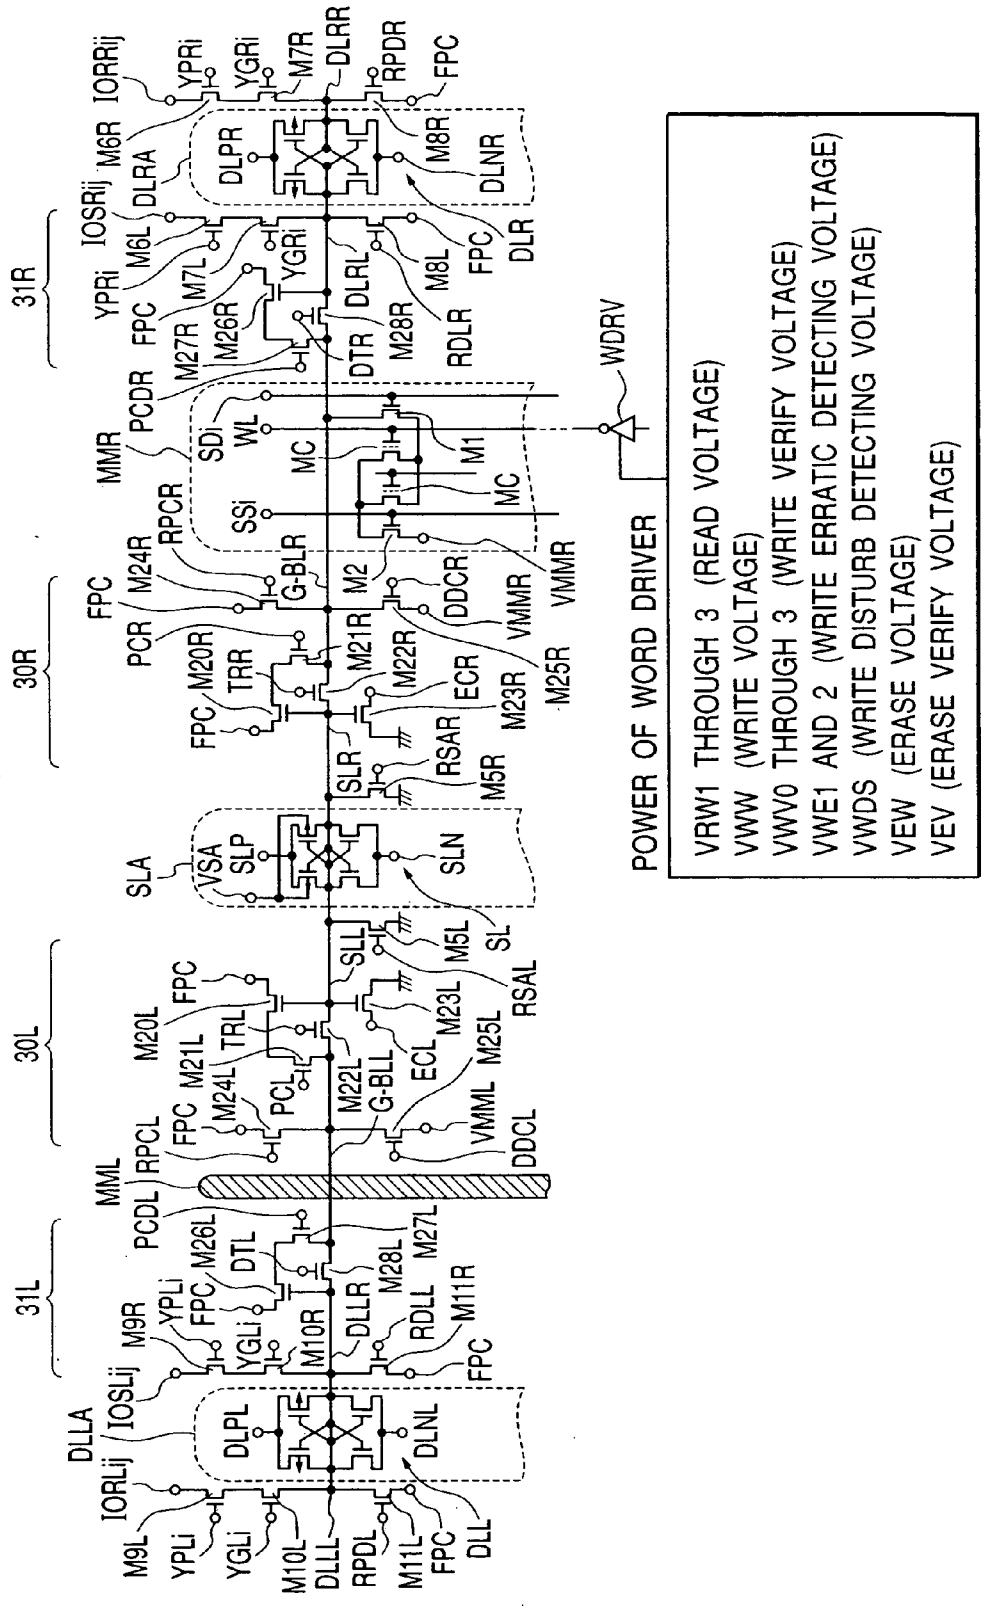 31L
30L
30R
31R
DLLA
IORLij
M9L
YPLi
YGLi
M10L
DLLL
RPDL
M11L
FPC
DLL
DLPL
DLNL
IOSLij
M9R
YPLi
YGLi
M10R
DLLR
RDLL
M11R
FPC
FPC
M26L
DTL
M28L
M27L
PCDL
MML
RPCL
FPC
M24L
G-BLL
DDCL
VMML
M25L
PCL
M21L
M20L
TRL
M22L
FPC
ECL
M23L
SLL
RSAL
M5L
SLA
VSA
SLP
SLN
SL
SLR
RSAR
M5R
FPC
M20R
TRR
M22R
M21R
PCR
ECR
M23R
FPC
M24R
RPCR
G-BLR
DDCR
VMMR
M25R
MMR
SSi
M2
VMMR
MC
MC
M1
WL
SDi
PCDR
M27R
FPC
M26R
DTR
M28R
DLRL
RDLR
YPRi
IOSRij
M6L
M7L
YGRi
M8L
FPC
DLR
DLRA
DLPR
DLNR
IORRij
M6R
YPRi
YGRi
M7R
DLRR
RPDR
M8R
FPC
WDRV
POWER OF WORD DRIVER
VRW1 THROUGH 3 (READ VOLTAGE)
VWW (WRITE VOLTAGE)
VWV0 THROUGH 3 (WRITE VERIFY VOLTAGE)
VWE1 AND 2 (WRITE ERRATIC DETECTING VOLTAGE)
VWDS (WRITE DISTURB DETECTING VOLTAGE)
VEW (ERASE VOLTAGE)
VEV (ERASE VERIFY VOLTAGE)